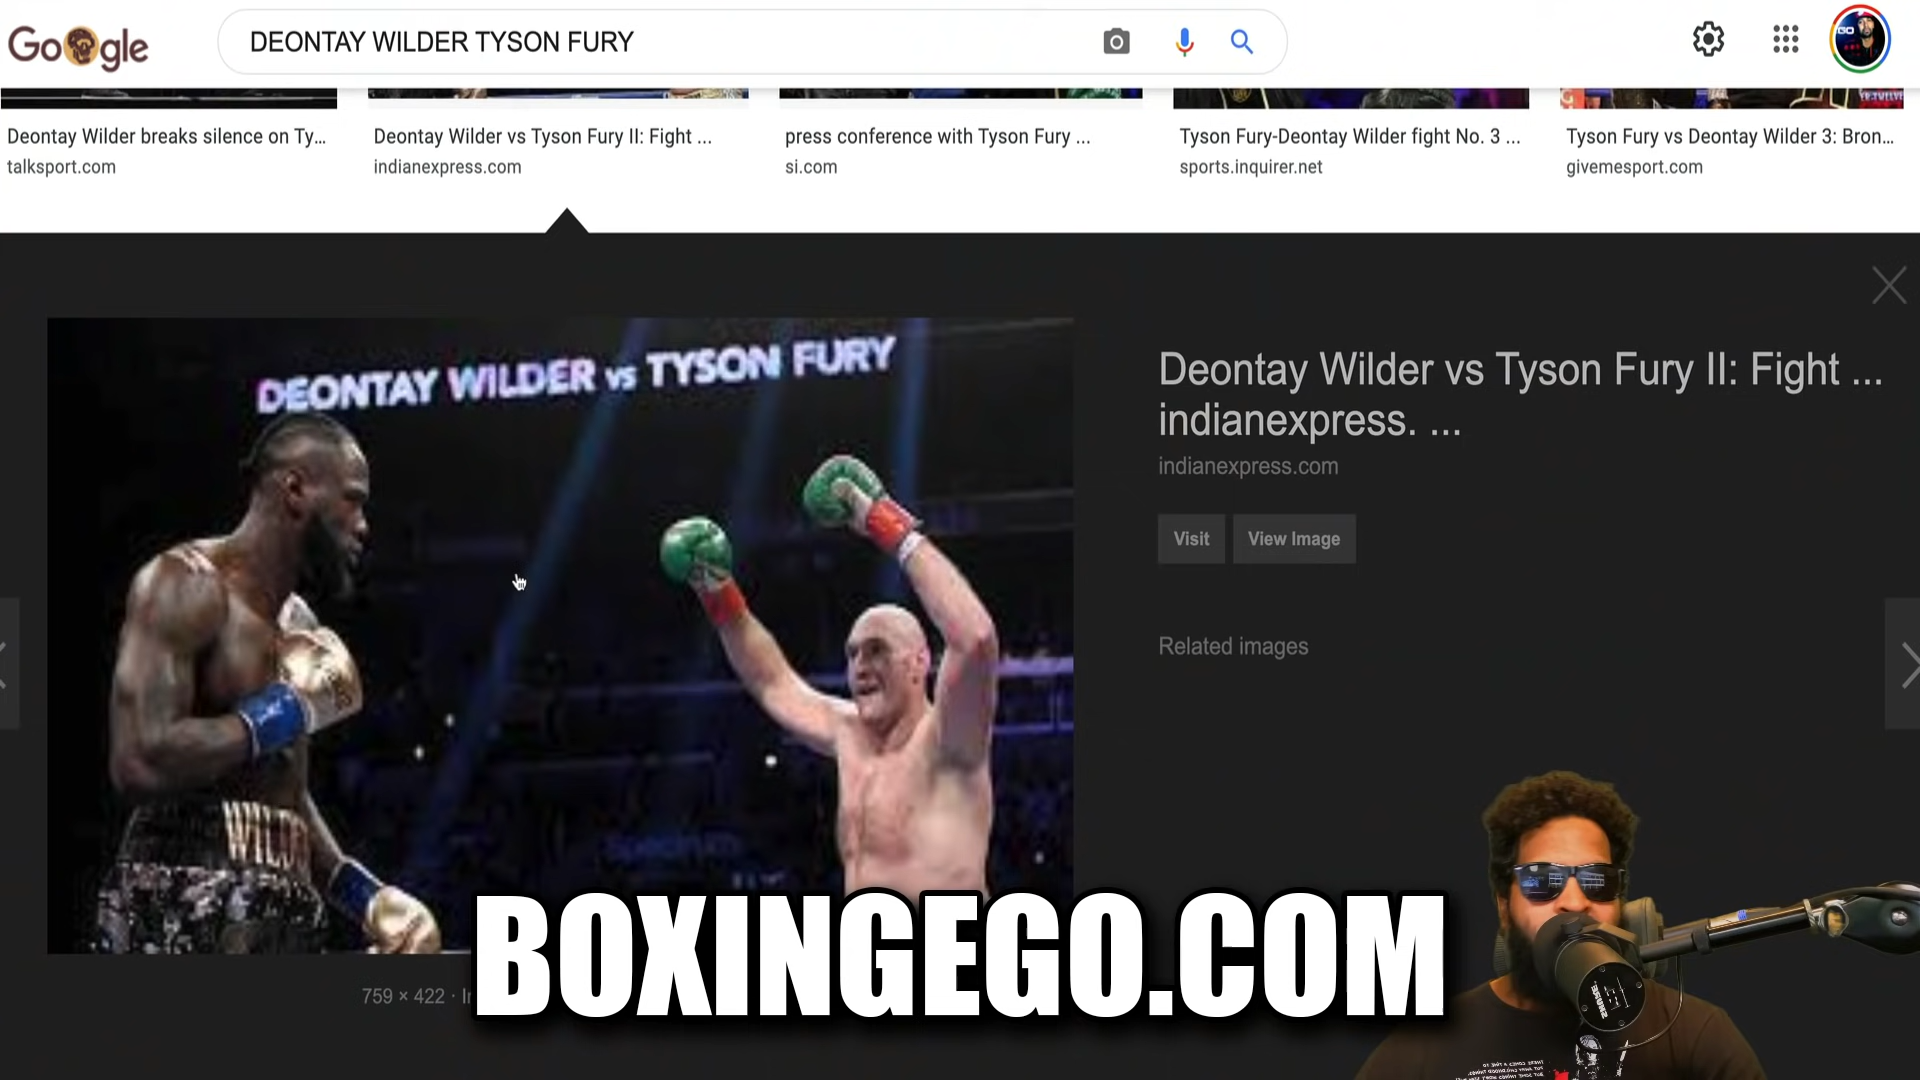 Google
DEONTAY WILDER TYSON FURY
Deontay Wilder breaks silence on Ty...
talksport.com
Deontay Wilder vs Tyson Fury II: Fight ...
indianexpress.com
press conference with Tyson Fury ...
si.com
Tyson Fury-Deontay Wilder fight No. 3 ...
sports.inquirer.net
Tyson Fury vs Deontay Wilder 3: Bron...
givemesport.com
DEONTAY WILDER vs TYSON FURY
WILD
Deontay Wilder vs Tyson Fury II: Fight ...
indianexpress. ...
indianexpress.com
Visit
View Image
Related images
759 × 422
BOXINGEGO.COM